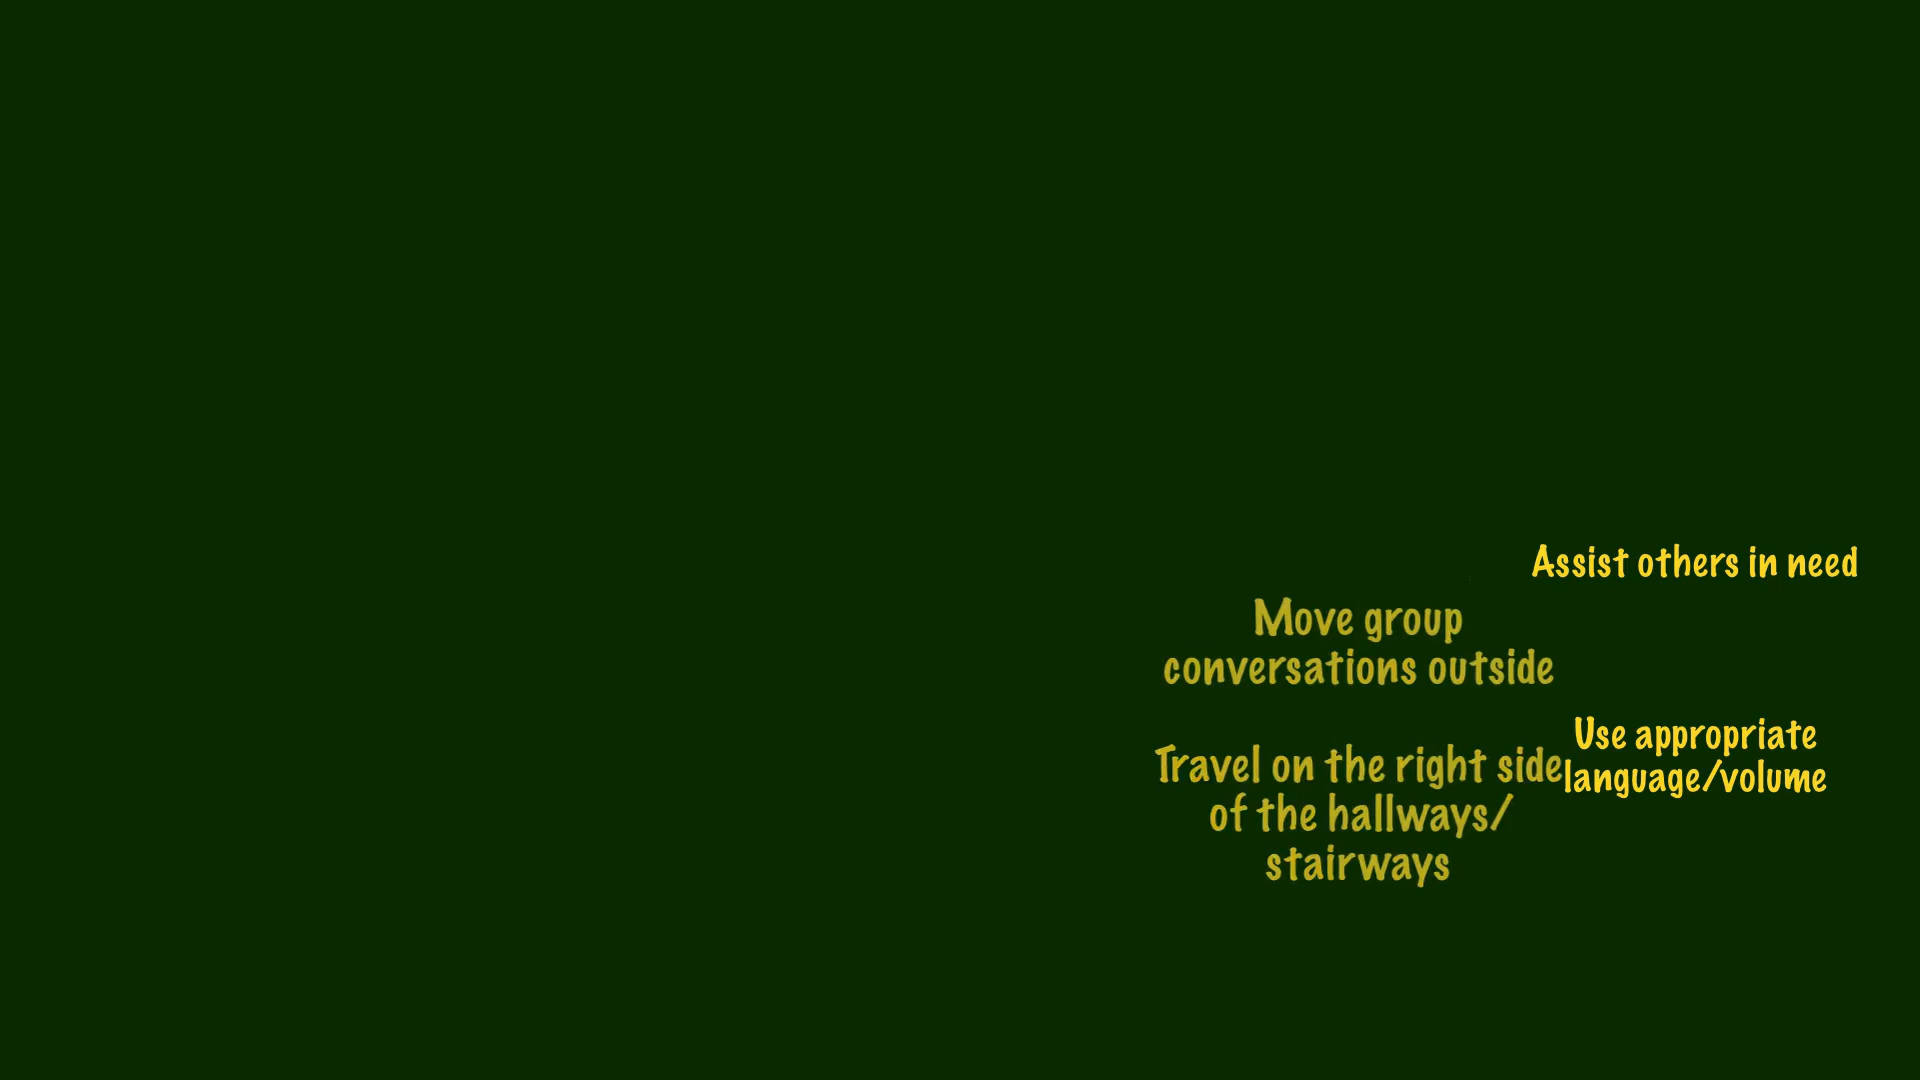 Assist others in need
Move group
conversations outside
Use appropriate
language/volume
Travel on the right side
of the hallways/
stairways